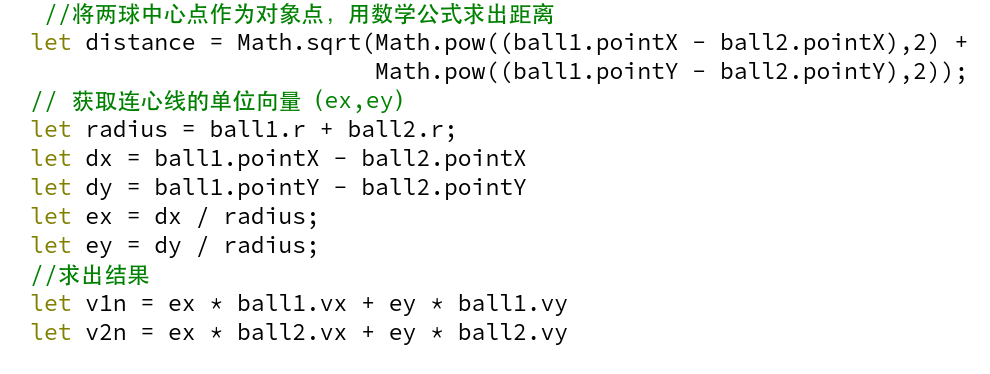 //将两球中心点作为对象点，用数学公式求出距离
let distance = Math.sqrt(Math.pow((ball1.pointX - ball2.pointX),2) +
Math.pow((ball1.pointY - ball2.pointY),2));
// 获取连心线的单位向量（ex,ey）
let radius = ball1.r + ball2.r;
let dx = ball1.pointX - ball2.pointX
let dy = ball1.pointY - ball2.pointY
let ex = dx / radius;
let ey = dy / radius;
//求出结果
let v1n = ex * ball1.vx + ey * ball1.vy
let v2n = ex * ball2.vx + ey * ball2.vy